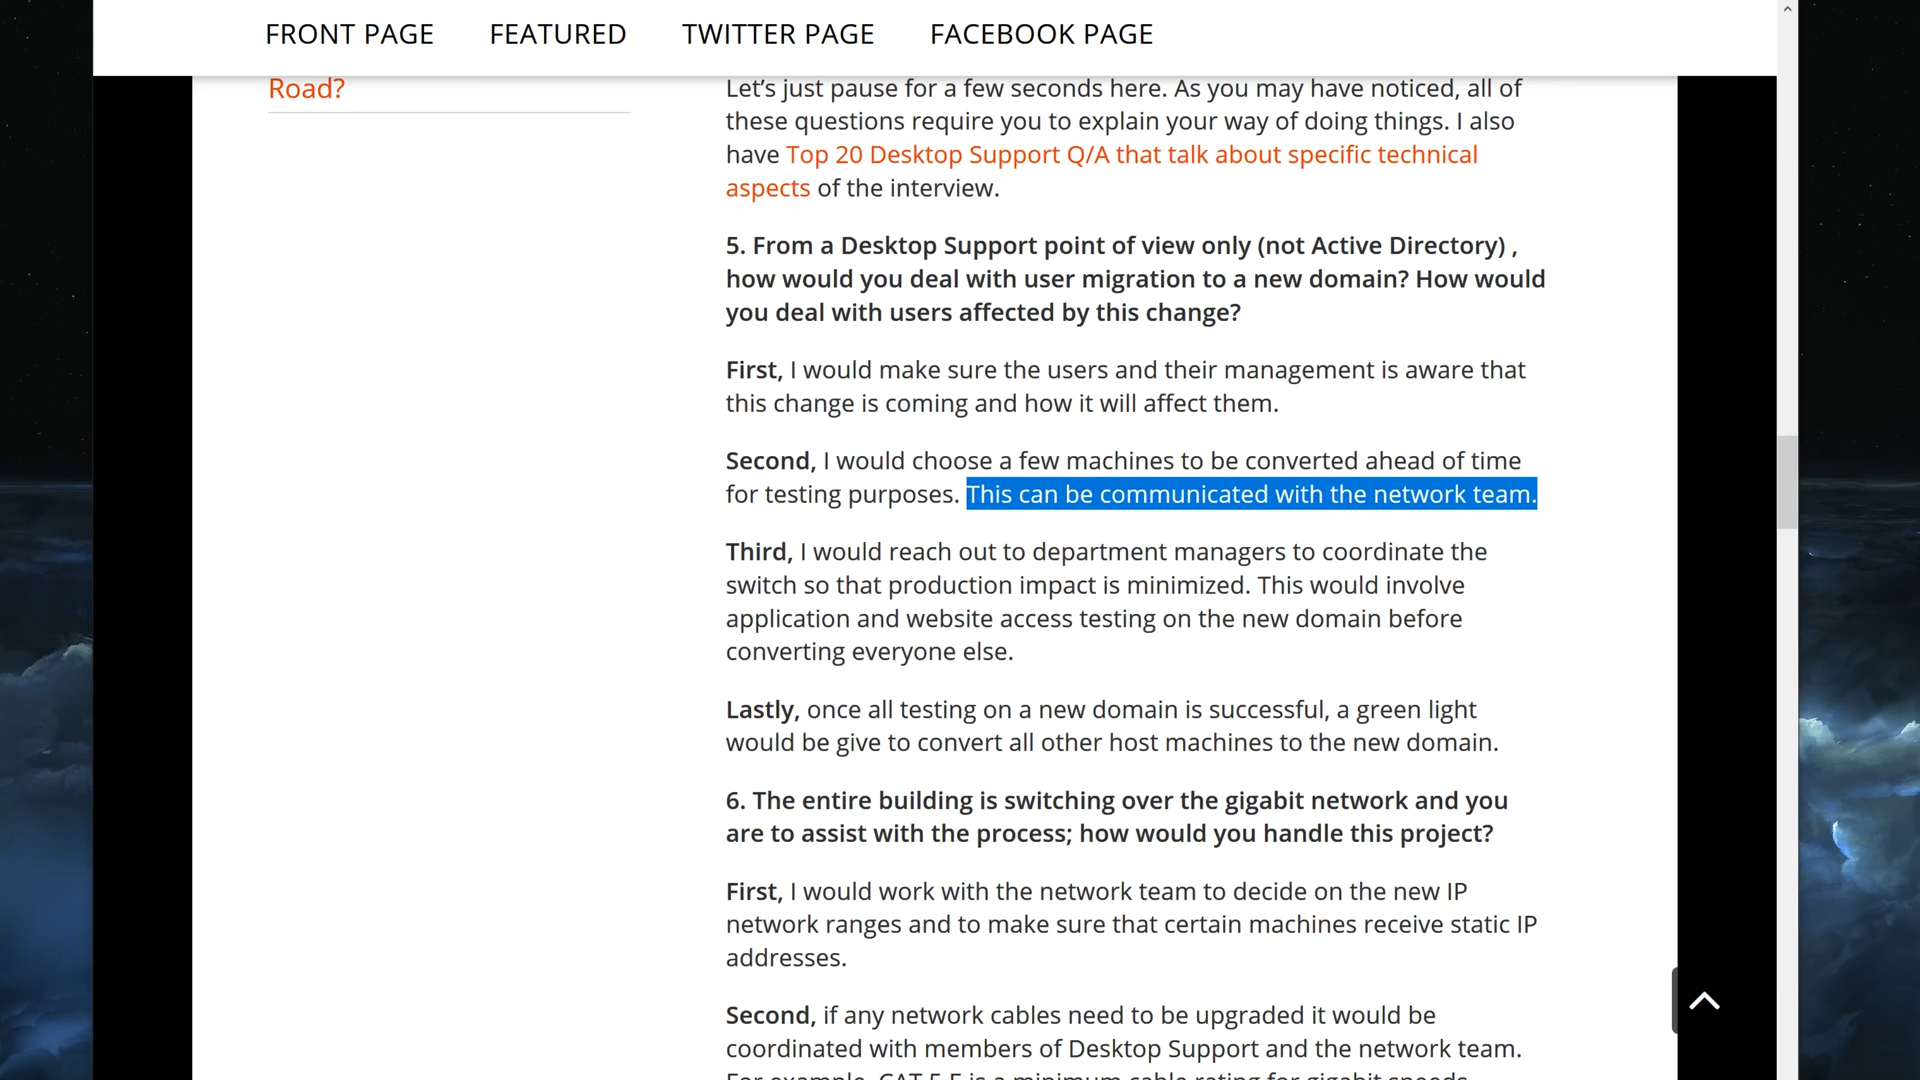 FRONT PAGE FEATURED TWITTER PAGE FACEBOOK PAGE
Road?
Let’s just pause for a few seconds here. As you may have noticed, all of
these questions require you to explain your way of doing things. I also
have Top 20 Desktop Support Q/A that talk about specific technical
aspects of the interview.
5. From a Desktop Support point of view only (not Active Directory) ,
how would you deal with user migration to a new domain? How would
you deal with users affected by this change?
First, I would make sure the users and their management is aware that
this change is coming and how it will affect them.
Second, I would choose a few machines to be converted ahead of time
for testing purposes. This can be communicated with the network team.
Third, I would reach out to department managers to coordinate the
switch so that production impact is minimized. This would involve
application and website access testing on the new domain before
converting everyone else.
Lastly, once all testing on a new domain is successful, a green light
would be give to convert all other host machines to the new domain.
6. The entire building is switching over the gigabit network and you
are to assist with the process; how would you handle this project?
First, I would work with the network team to decide on the new IP
network ranges and to make sure that certain machines receive static IP
addresses.
Second, if any network cables need to be upgraded it would be
coordinated with members of Desktop Support and the network team.
For example, CAT 5 E is a minimum cable rating for gigabit speeds.